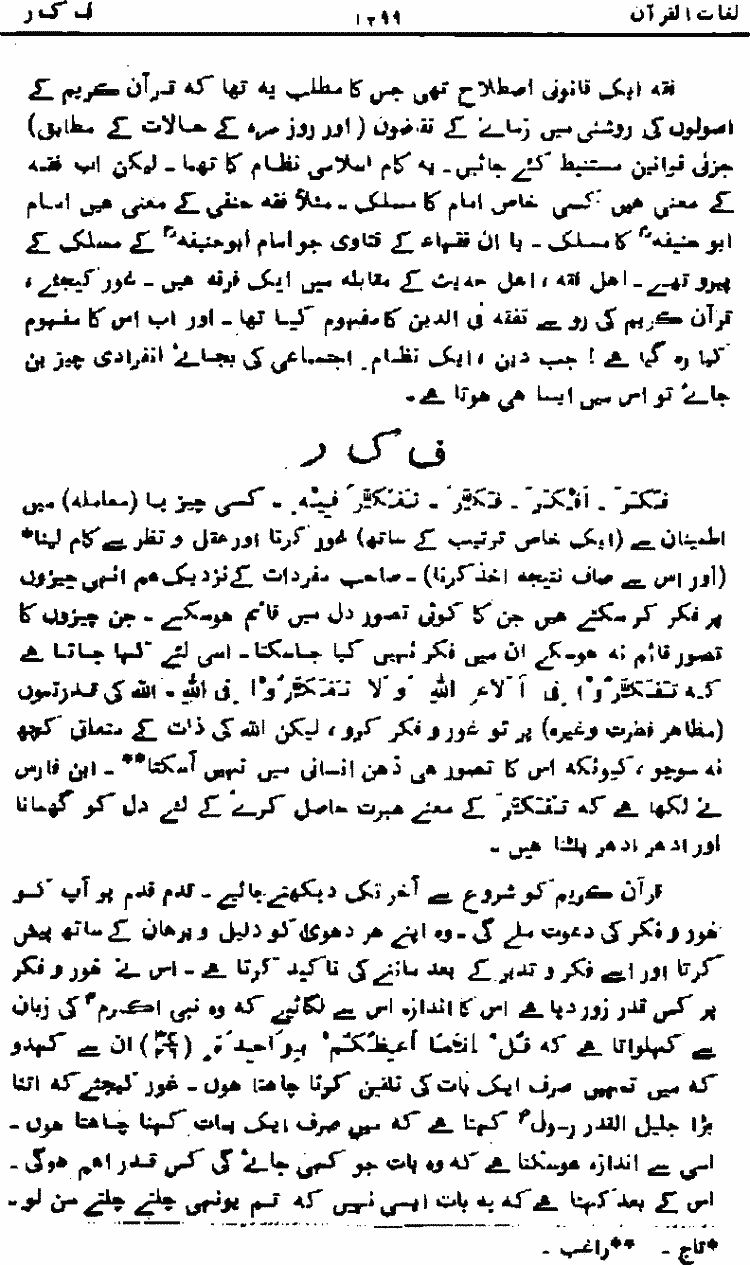 لغات القرآن ۱۲۹۹ ف ک ر
فقہ ایک قانونی اصطلاح تھی جس کا مطلب یہ تھا کہ قرآن کریم کے
اصولوں کی روشنی میں زمانے کے تقاضوں (اور روز مرہ کے حالات کے مطابق)
جزئی قوانین مستنبط کئے جائیں۔ یہ کام اسلامی نظام کا تھا۔ لیکن اب فقہ
کے معنی ہیں کسی خاص امام کا مسلک۔ مثلاً فقہ حنفی کے معنی ہیں امام
ابو حنیفہؒ کا مسلک۔ یا ان فقہاء کے فتاوی جو امام ابوحنیفہؒ کے مسلک کے
پیرو تھے۔ اھل فقہ، اھل حدیث کے مقابلہ میں ایک فرقہ ھیں۔ غور کیجئے،
قرآن کریم کی رو سے تفقہ فی الدین کا مفہوم کیا تھا۔ اور اب اس کا مفہوم
کیا رہ گیا ہے! جب دین، ایک نظام اجتماعی کی بجائے انفرادی چیز بن
جائے تو اس میں ایسا ھی ھوتا ہے۔
ف ک ر
فَکَرَ۔ اَفْکَرَ۔ فَکَّرَ۔ تَفَکَّرَ فِیْہِ۔ کسی چیز یا (معاملہ) میں
اطمینان سے (ایک خاص ترتیب کے ساتھ) غور کرنا اور عقل و نظر سے کام لینا*
(اور اس سے صاف نتیجہ اخذ کرنا)۔ صاحب مفردات کے نزدیک ھم انہی چیزوں
پر فکر کر سکتے ھیں جن کا کوئی تصور دل میں قائم ھوسکے۔ جن چیزوں کا
تصور قائم نہ ھوسکے ان میں فکر نہیں کیا جاسکتا۔ اسی لئے کہا جاتا ہے
کہ تَفَکَّرُوْا فِی آلَاءِ اللّٰہِ وَلَا تَفَکَّرُوْا فِی اللّٰہِ۔ اللہ کی قدرتوں
(مظاھر فطرت وغیرہ) پر تو غور و فکر کرو، لیکن اللہ کی ذات کے متعلق کچھ
نہ سوچو، کیونکہ اس کا تصور ھی ذھن انسانی میں نہیں آسکتا**۔ ابن فارس
نے لکھا ہے کہ تَفَکَّرَ کے معنے عبرت حاصل کرنے کے لئے دل کو گھمانا
اور ادھر ادھر پلٹنا ھیں۔
قرآن کریم کو شروع سے آخر تک دیکھتے جائیے۔ قدم قدم پر آپ کو
غور و فکر کی دعوت ملے گی۔ وہ اپنے ھر دعویٰ کو دلیل و برھان کے ساتھ پیش
کرتا اور اسے فکر و تدبر کے بعد ماننے کی تاکید کرتا ہے۔ اس نے غور و فکر
پر کس قدر زور دیا ہے اس کا اندازہ اس سے لگائیے کہ وہ نبی اکرمؐ کی زبان
سے کہلواتا ہے کہ قُلْ اِنَّمَا اَعِظُکُمْ بِوَاحِدَۃٍ (۳۴/۴۶) ان سے کہدو
کہ میں تمہیں صرف ایک بات کی تلقین کرنا چاھتا ھوں۔ غور کیجئے کہ اتنا
بڑا جلیل القدر رسولؐ کہتا ہے کہ میں صرف ایک بات کہنا چاھتا ھوں۔
اسی سے اندازہ ھوسکتا ہے کہ وہ بات جو کہی جائے گی کس قدر اھم ھوگی۔
اس کے بعد کہتا ہے کہ یہ بات ایسی نہیں کہ تم یونہی چلتے چلتے سن لو۔
*تاج۔ **راغب۔